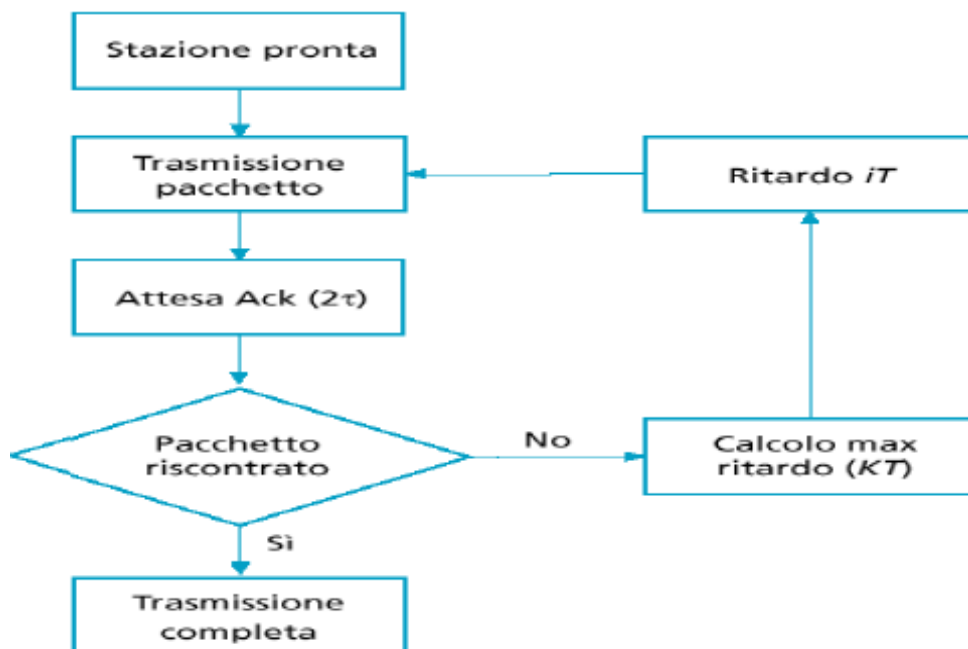 Stazione pronta
Trasmissione
pacchetto
Ritardo iT
Attesa Ack (2τ)
Pacchetto
riscontrato
No
Calcolo max
ritardo (KT)
Sì
Trasmissione
completa